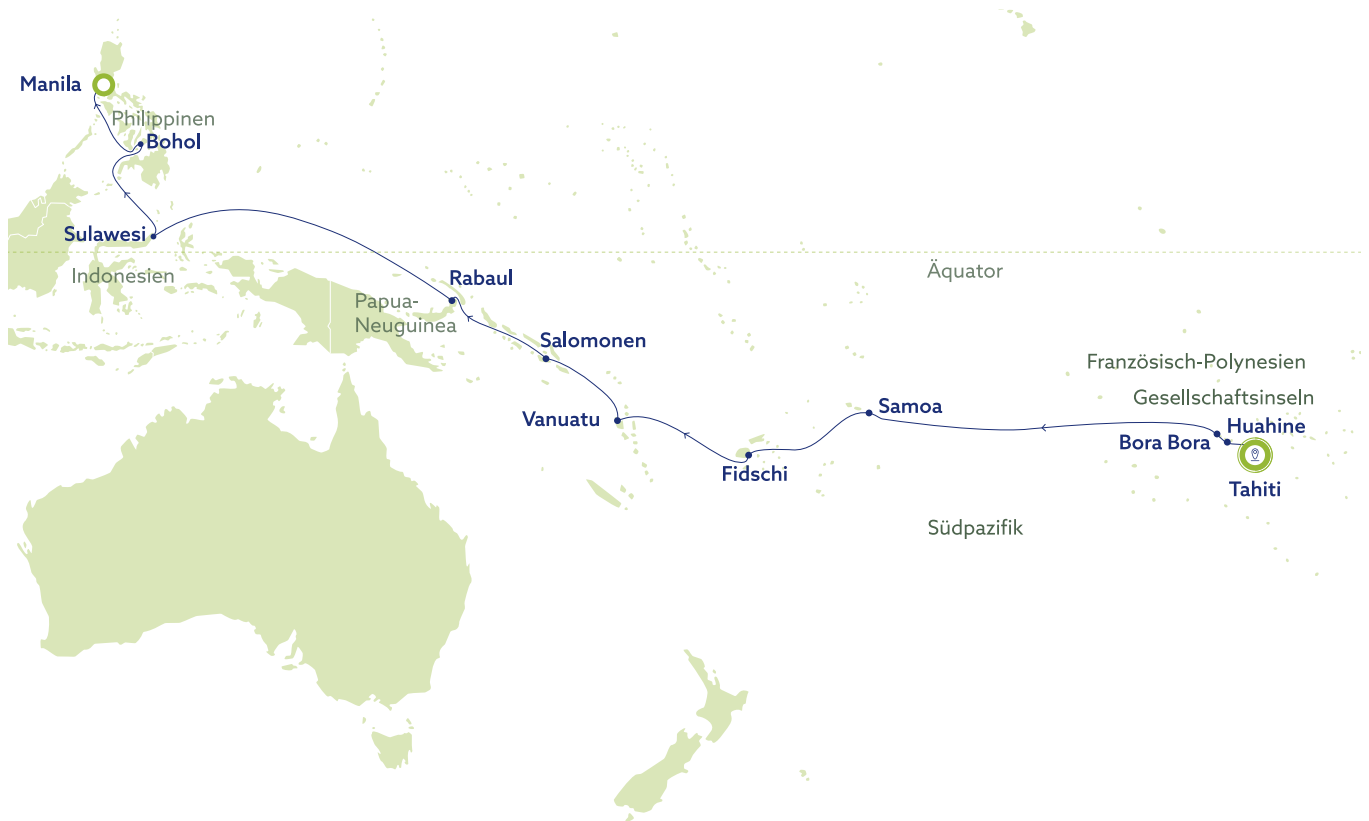 Manila
Philippinen
Bohol
Sulawesi
Indonesien
Äquator
Rabaul
Papua-
Neuguinea
Salomonen
Französisch-Polynesien
Gesellschaftsinseln
Samoa
Vanuatu
Huahine
Bora Bora
Fidschi
Tahiti
Südpazifik